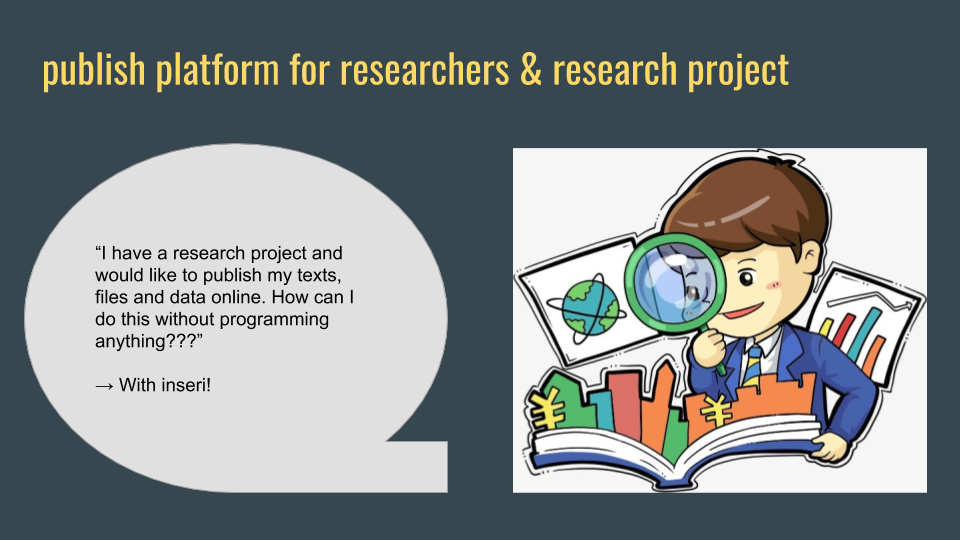 publish platform for researchers & research project
“I have a research project and
would like to publish my texts,
files and data online. How can I
do this without programming
anything???”
→ With inseri!
¥
¥